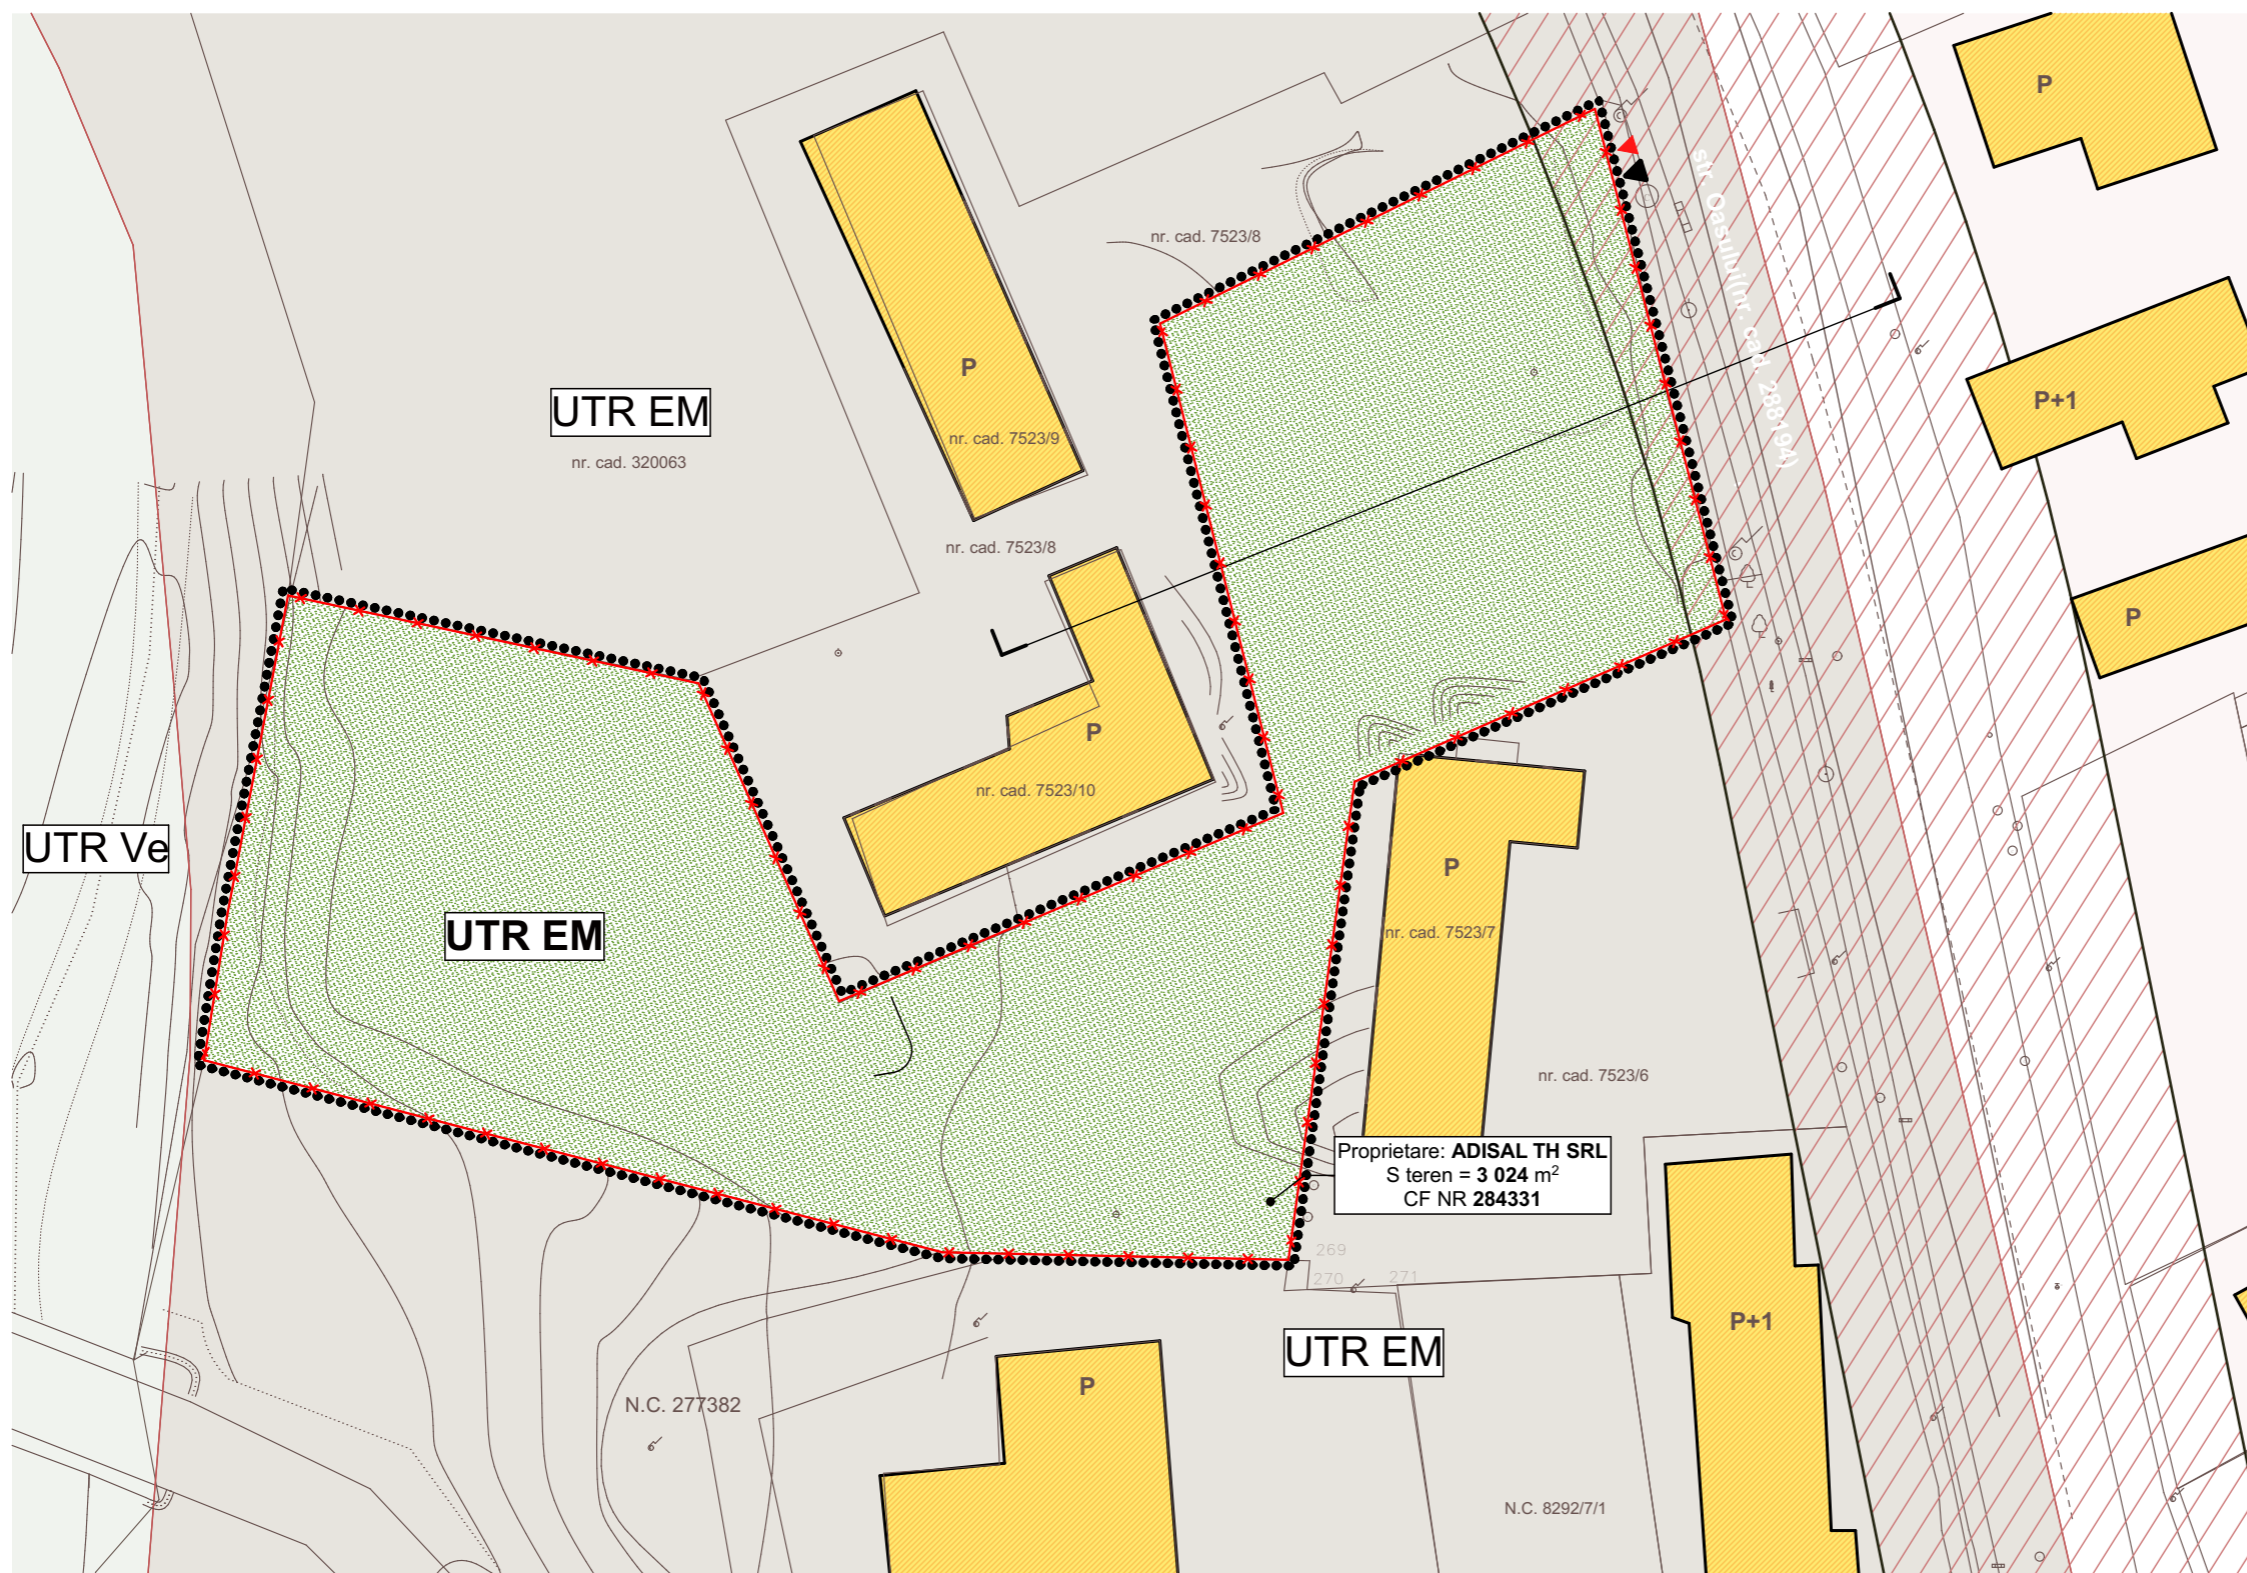 P
str. Oasului(nr. cad. 288194)
nr. cad. 7523/8
P
P+1
UTR EM
nr. cad. 7523/9
nr. cad. 320063
nr. cad. 7523/8
P
P
nr. cad. 7523/10
UTR Ve
P
UTR EM
nr. cad. 7523/7
nr. cad. 7523/6
Proprietare: ADISAL TH SRL
S teren = 3 024 m²
CF NR 284331
269
270
271
P+1
UTR EM
P
N.C. 277382
N.C. 8292/7/1